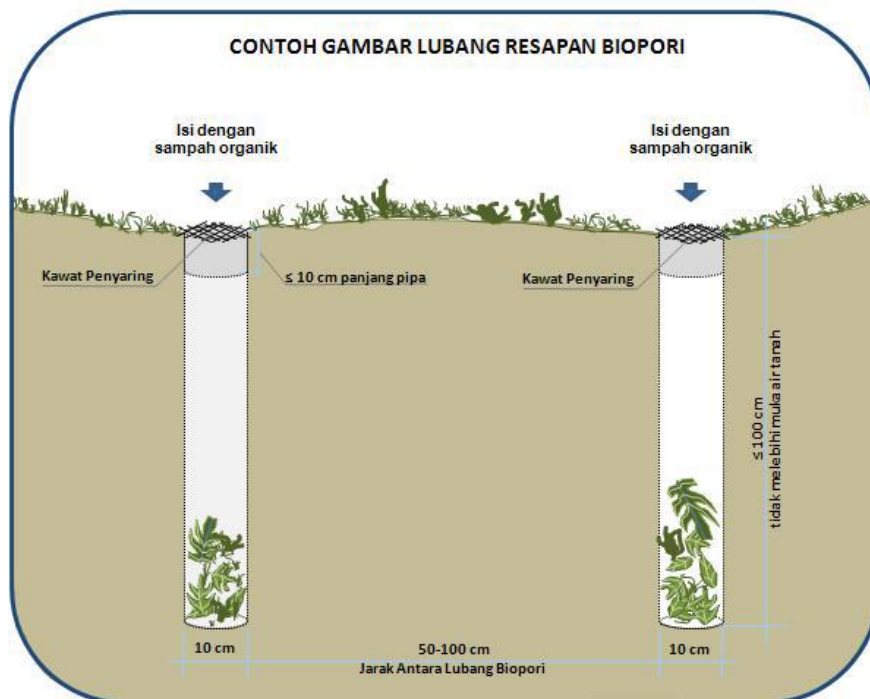 CONTOH GAMBAR LUBANG RESAPAN BIOPORI
Isi dengan
sampah organik
Isi dengan
sampah organik
Kawat Penyaring
≤ 10 cm panjang pipa
Kawat Penyaring
≤ 100 cm
tidak melebihi muka air tanah
10 cm
50-100 cm
10 cm
Jarak Antara Lubang Biopori